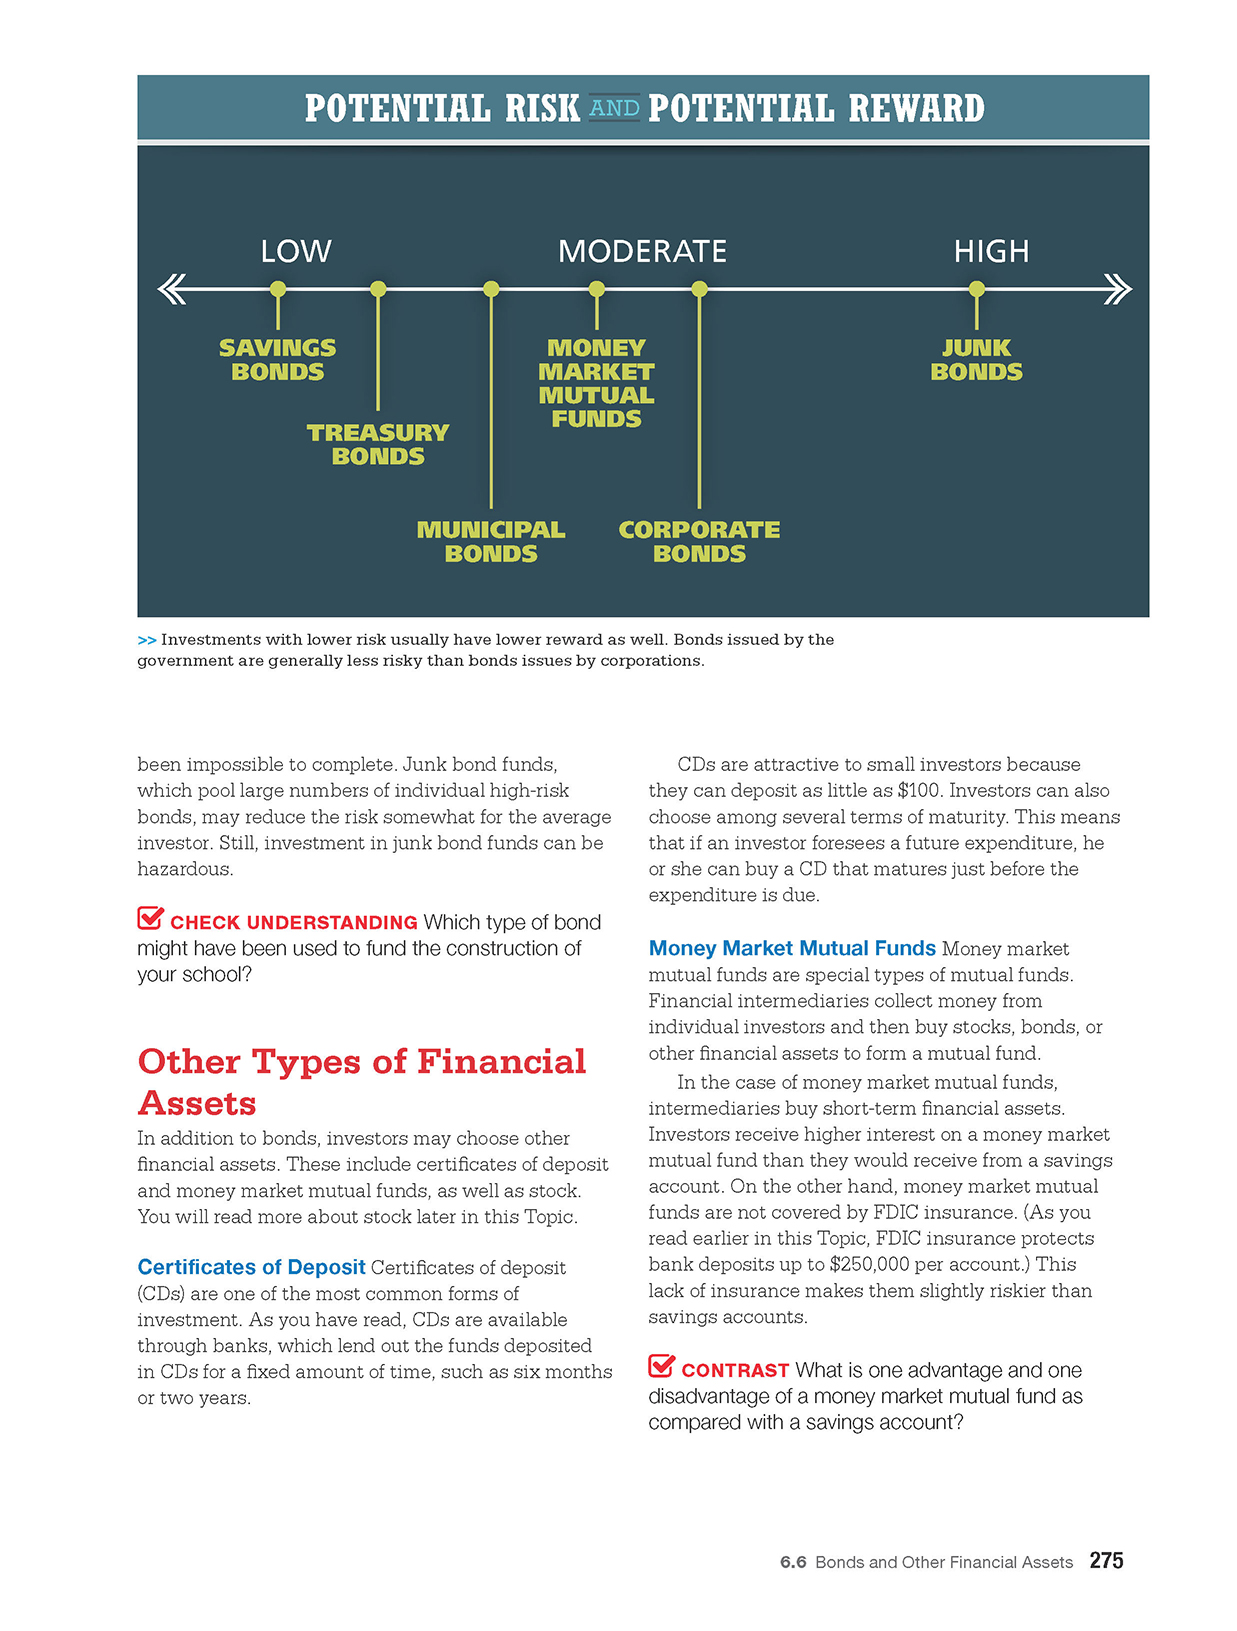 POTENTIAL RISK AND POTENTIAL REWARD
LOW
MODERATE
HIGH
SAVINGS
BONDS
TREASURY
BONDS
MUNICIPAL
BONDS
MONEY
MARKET
MUTUAL
FUNDS
CORPORATE
BONDS
JUNK
BONDS
>> Investments with lower risk usually have lower reward as well. Bonds issued by the
government are generally less risky than bonds issues by corporations.
been impossible to complete. Junk bond funds,
which pool large numbers of individual high-risk
bonds, may reduce the risk somewhat for the average
investor. Still, investment in junk bond funds can be
hazardous.
CHECK UNDERSTANDING Which type of bond
might have been used to fund the construction of
your school?
Other Types of Financial
Assets
In addition to bonds, investors may choose other
financial assets. These include certificates of deposit
and money market mutual funds, as well as stock.
You will read more about stock later in this Topic.
Certificates of Deposit Certificates of deposit
(CDs) are one of the most common forms of
investment. As you have read, CDs are available
through banks, which lend out the funds deposited
in CDs for a fixed amount of time, such as six months
or two years.
CDs are attractive to small investors because
they can deposit as little as $100. Investors can also
choose among several terms of maturity. This means
that if an investor foresees a future expenditure, he
or she can buy a CD that matures just before the
expenditure is due.
Money Market Mutual Funds Money market
mutual funds are special types of mutual funds.
Financial intermediaries collect money from
individual investors and then buy stocks, bonds, or
other financial assets to form a mutual fund.
In the case of money market mutual funds,
intermediaries buy short-term financial assets.
Investors receive higher interest on a money market
mutual fund than they would receive from a savings
account. On the other hand, money market mutual
funds are not covered by FDIC insurance. (As you
read earlier in this Topic, FDIC insurance protects
bank deposits up to $250,000 per account.) This
lack of insurance makes them slightly riskier than
savings accounts.
CONTRAST What is one advantage and one
disadvantage of a money market mutual fund as
compared with a savings account?
6.6 Bonds and Other Financial Assets 275